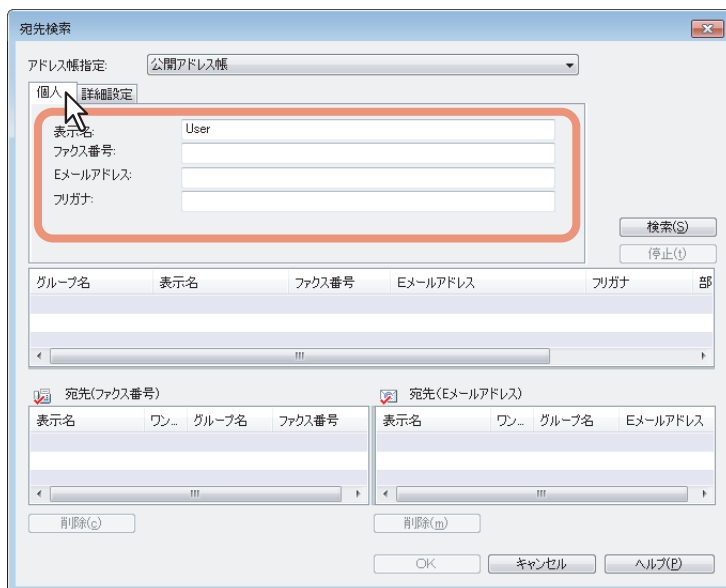 宛先検索
アドレス帳指定: 公開アドレス帳
個人 詳細設定
表示名: User
ファクス番号:
Eメールアドレス:
フリガナ:
検索(S)
停止(t)
グループ名 表示名 ファクス番号 Eメールアドレス フリガナ 部
宛先(ファクス番号) 宛先(Eメールアドレス)
表示名 ワン... グループ名 ファクス番号 表示名 ワン... グループ名 Eメールアドレス
削除(c) 削除(m)
OK キャンセル ヘルプ(P)